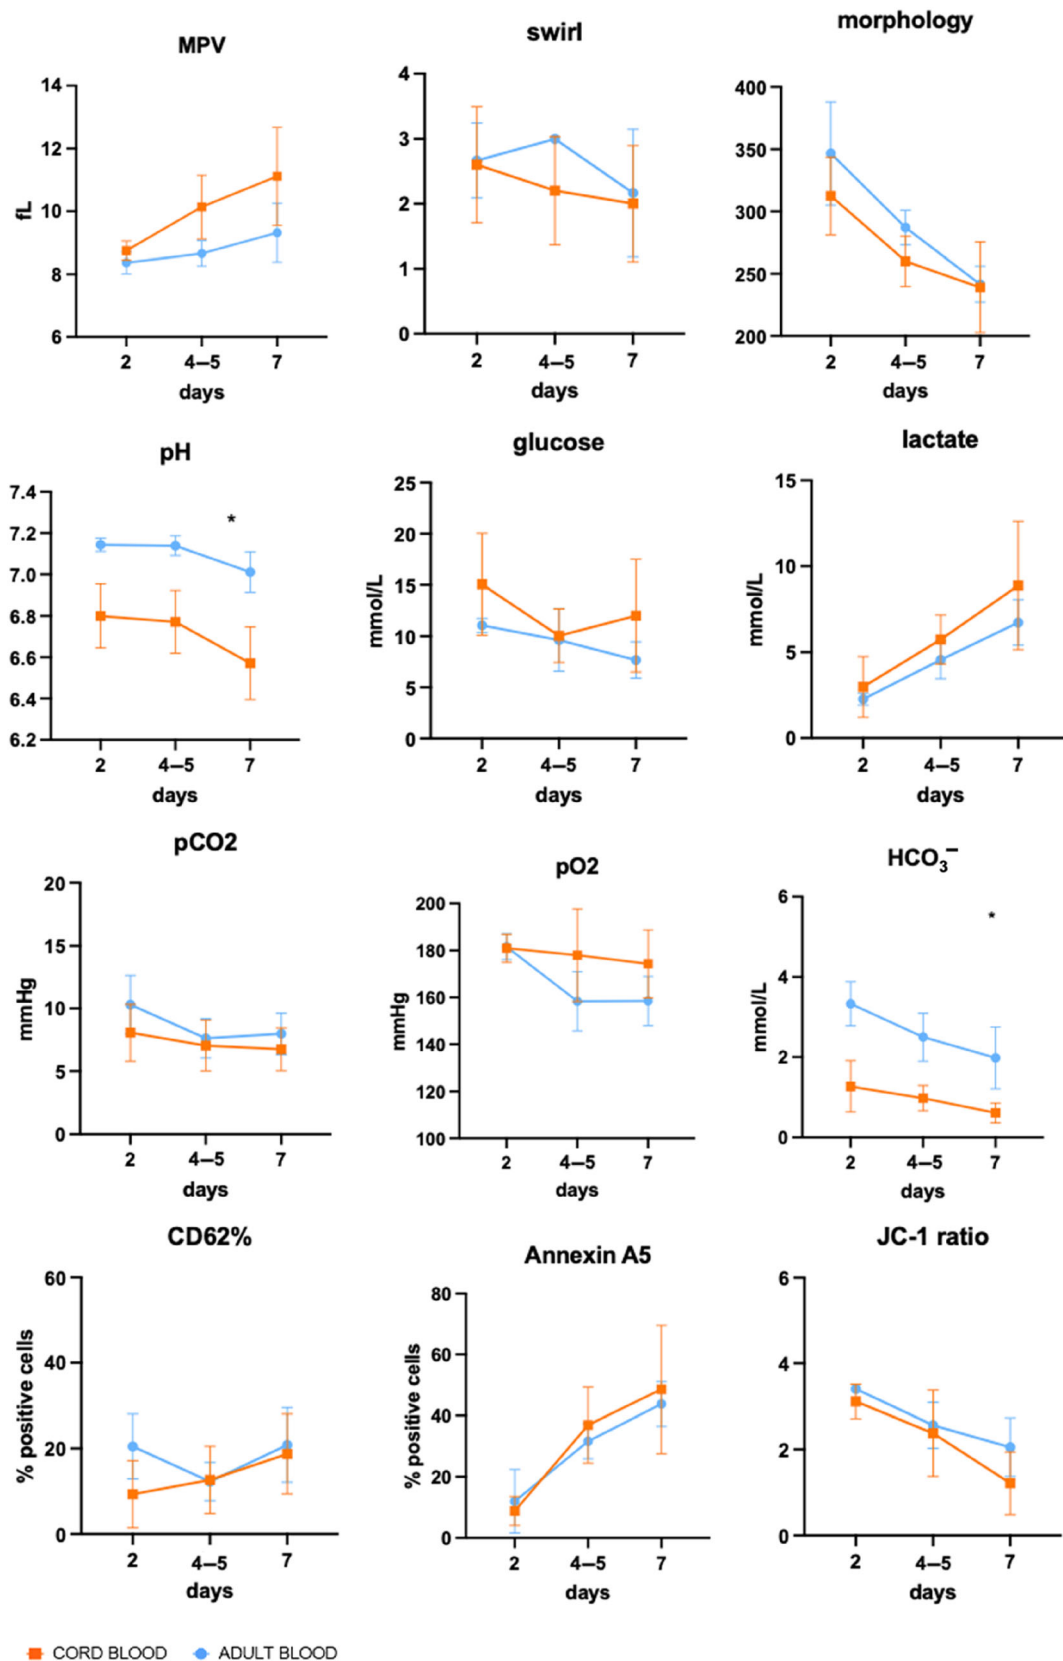 MPV
14
12
10
8
6
fL
2 4–5 7
days
swirl
4
3
2
1
0
2 4–5 7
days
morphology
400
350
300
250
200
2 4–5 7
days
pH
7.4
7.2
7.0
6.8
6.6
6.4
6.2
*
2 4–5 7
days
glucose
25
20
15
10
5
0
mmol/L
2 4–5 7
days
lactate
15
10
5
0
mmol/L
2 4–5 7
days
pCO2
20
15
10
5
0
mmHg
2 4–5 7
days
pO2
200
180
160
140
120
100
mmHg
2 4–5 7
days
HCO₃⁻
6
4
2
0
mmol/L
*
2 4–5 7
days
CD62%
60
40
20
0
% positive cells
2 4–5 7
days
Annexin A5
80
60
40
20
0
% positive cells
2 4–5 7
days
JC-1 ratio
6
4
2
0
2 4–5 7
days
CORD BLOOD ADULT BLOOD